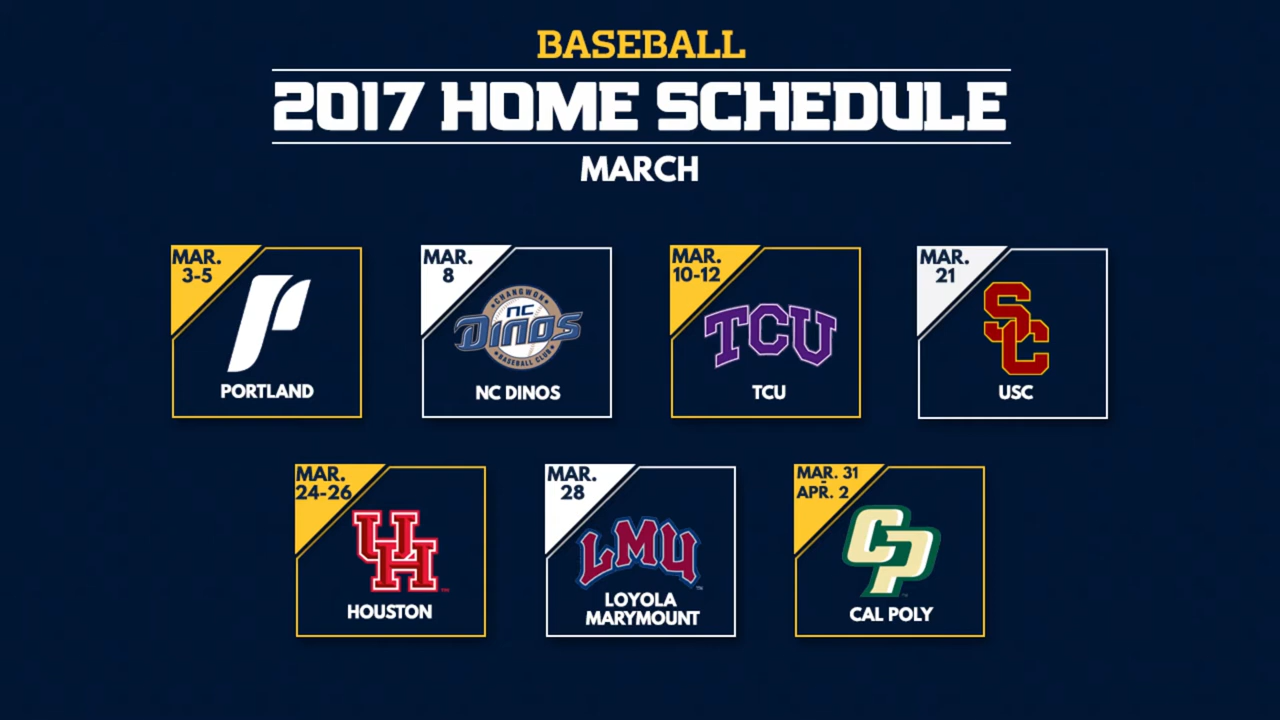 BASEBALL
2017 HOME SCHEDULE
MARCH
MAR.
3-5
PORTLAND
MAR.
8
CHANGWON
NC
DINOS
BASEBALL CLUB
NC DINOS
MAR.
10-12
TCU
TCU
MAR.
21
SC
USC
MAR.
24-26
UH
HOUSTON
MAR.
28
LMU
LOYOLA
MARYMOUNT
MAR. 31
-
APR. 2
CP
CAL POLY